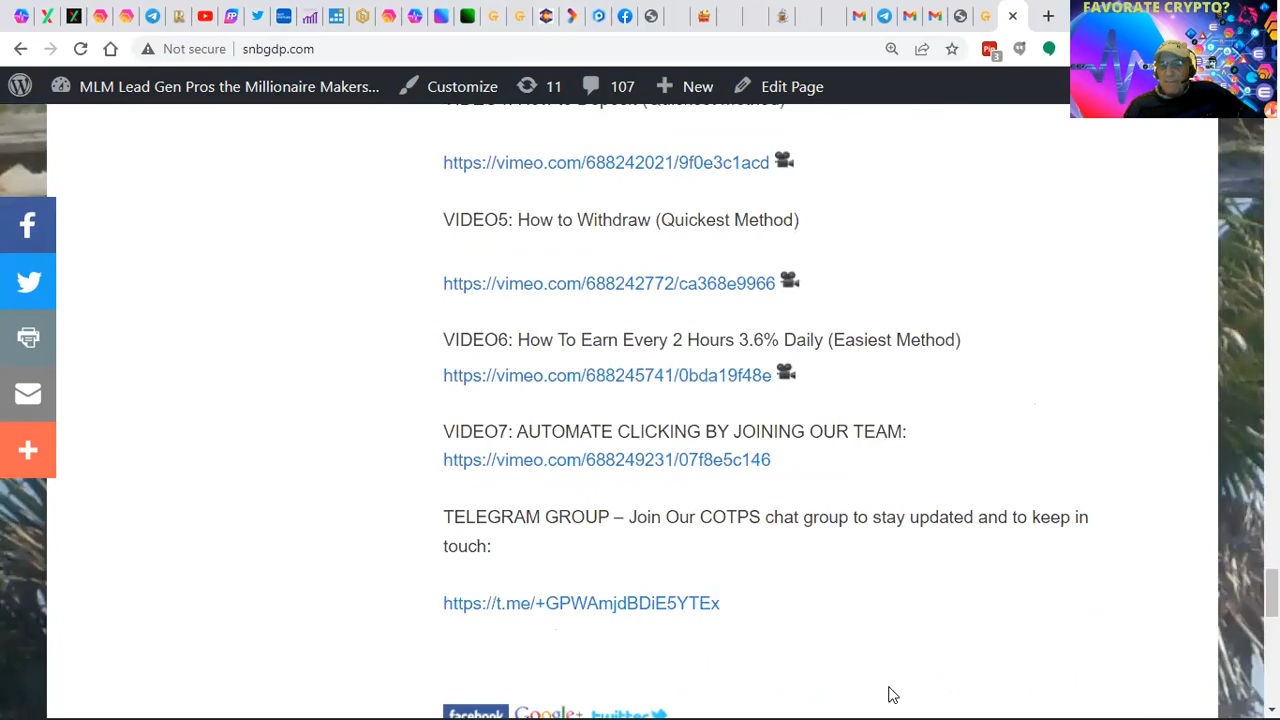 FAVORATE CRYPTO?
Not secure
snbgdp.com
3
MLM Lead Gen Pros the Millionaire Makers...
Customize
11
107
New
Edit Page
https://vimeo.com/688242021/9f0e3c1acd
VIDEO5: How to Withdraw (Quickest Method)
https://vimeo.com/688242772/ca368e9966
VIDEO6: How To Earn Every 2 Hours 3.6% Daily (Easiest Method)
https://vimeo.com/688245741/0bda19f48e
VIDEO7: AUTOMATE CLICKING BY JOINING OUR TEAM:
https://vimeo.com/688249231/07f8e5c146
TELEGRAM GROUP – Join Our COTPS chat group to stay updated and to keep in
touch:
https://t.me/+GPWAmjdBDiE5YTEx
facebook Google+ twitter